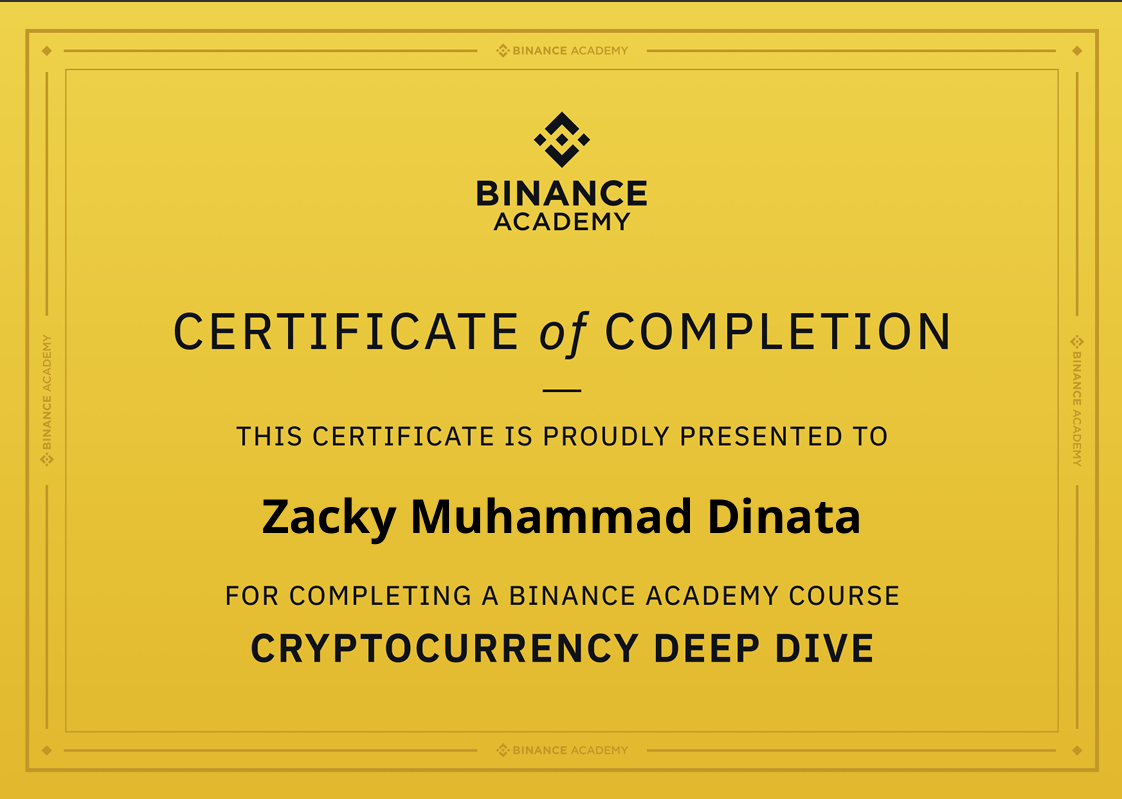 BINANCE ACADEMY
BINANCE
ACADEMY
CERTIFICATE of COMPLETION
THIS CERTIFICATE IS PROUDLY PRESENTED TO
BINANCE ACADEMY
BINANCE ACADEMY
Zacky Muhammad Dinata
FOR COMPLETING A BINANCE ACADEMY COURSE
CRYPTOCURRENCY DEEP DIVE
BINANCE ACADEMY